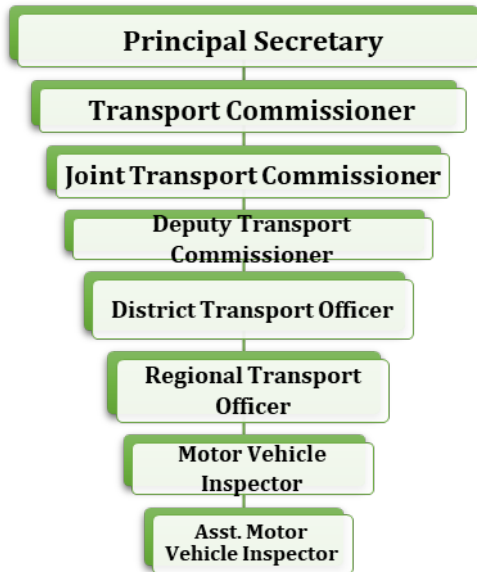 Principal Secretary
Transport Commissioner
Joint Transport Commissioner
Deputy Transport
Commissioner
District Transport Officer
Regional Transport
Officer
Motor Vehicle
Inspector
Asst. Motor
Vehicle Inspector